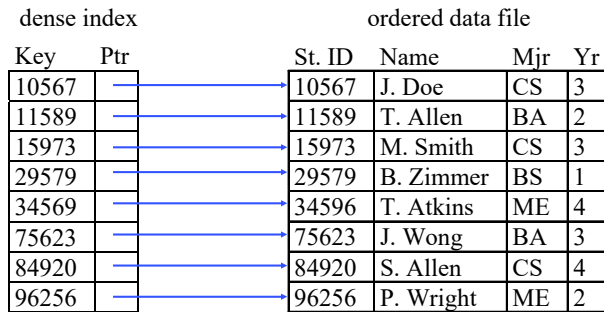 dense index ordered data file
Key Ptr St. ID Name Mjr Yr
10567 10567 J. Doe CS 3
11589 11589 T. Allen BA 2
15973 15973 M. Smith CS 3
29579 29579 B. Zimmer BS 1
34569 34596 T. Atkins ME 4
75623 75623 J. Wong BA 3
84920 84920 S. Allen CS 4
96256 96256 P. Wright ME 2